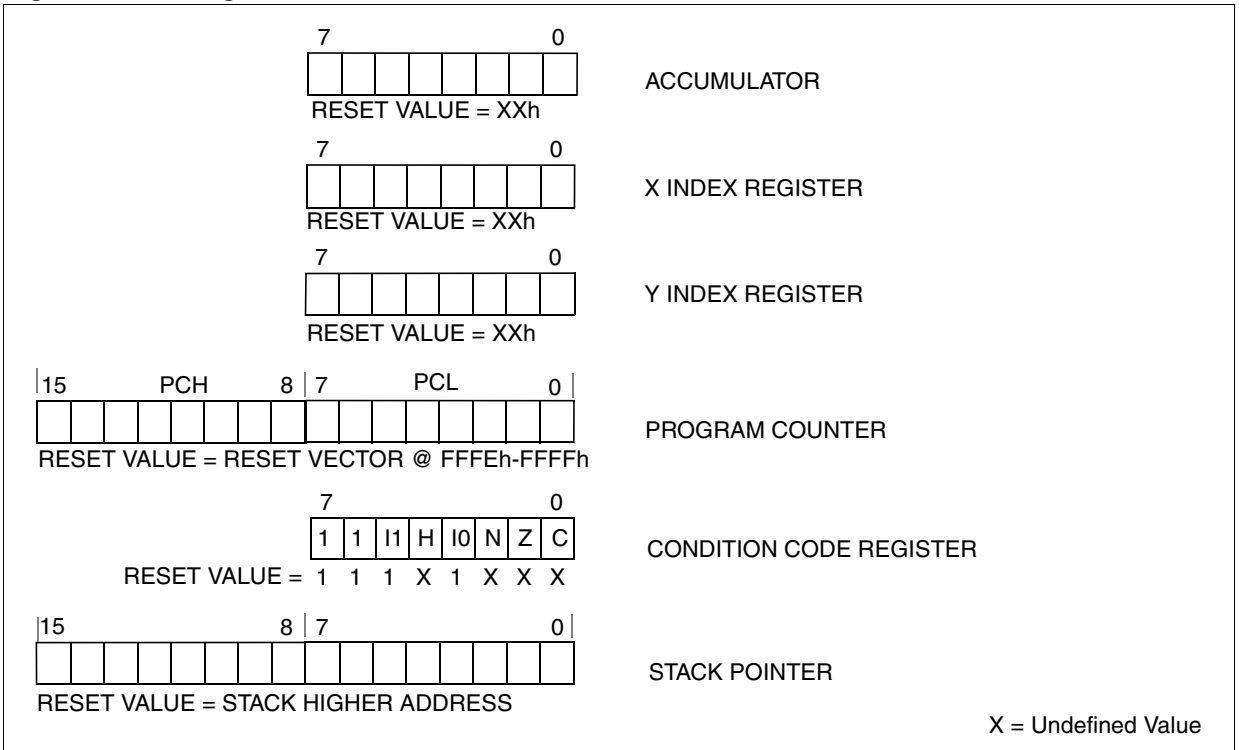 7 0
ACCUMULATOR
RESET VALUE = XXh
7 0
X INDEX REGISTER
RESET VALUE = XXh
7 0
Y INDEX REGISTER
RESET VALUE = XXh
15 PCH 8 7 PCL 0
PROGRAM COUNTER
RESET VALUE = RESET VECTOR @ FFFEh-FFFFh
7 0
1 1 I1 H I0 N Z C
CONDITION CODE REGISTER
RESET VALUE = 1 1 1 X 1 X X X
15 8 7 0
STACK POINTER
RESET VALUE = STACK HIGHER ADDRESS
X = Undefined Value